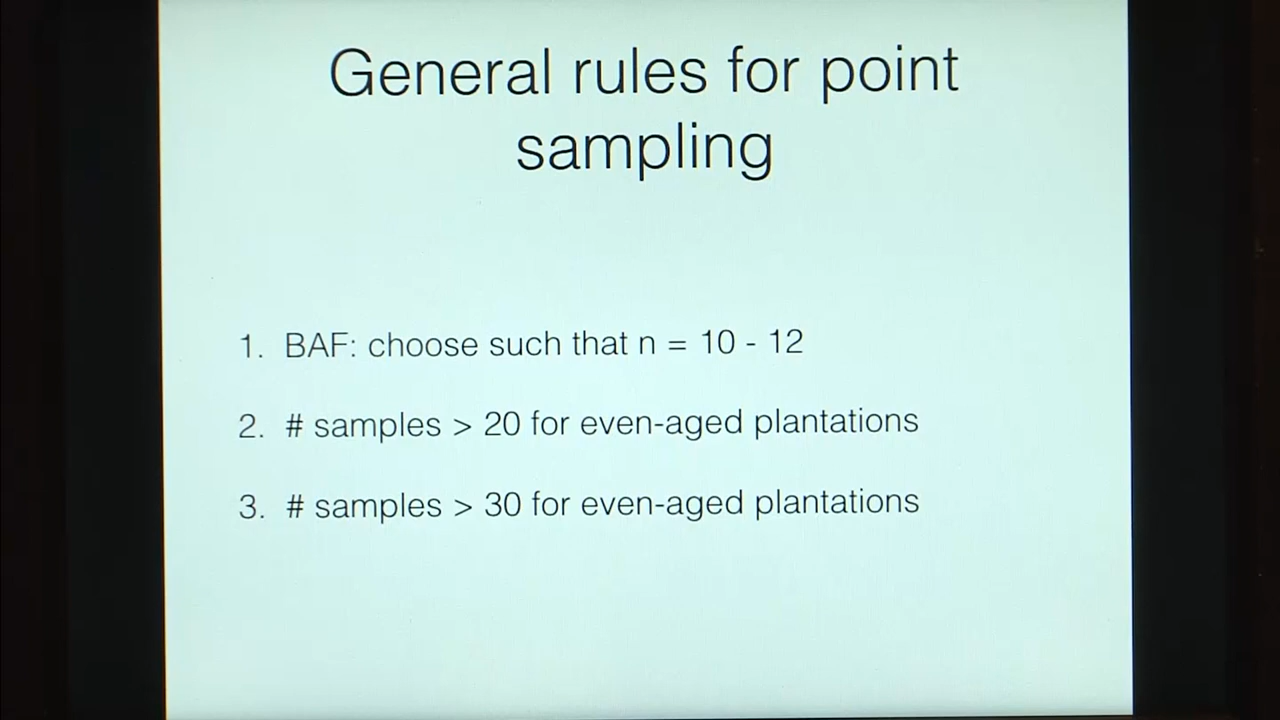 General rules for point
sampling
1. BAF: choose such that n = 10 - 12
2. # samples > 20 for even-aged plantations
3. # samples > 30 for even-aged plantations